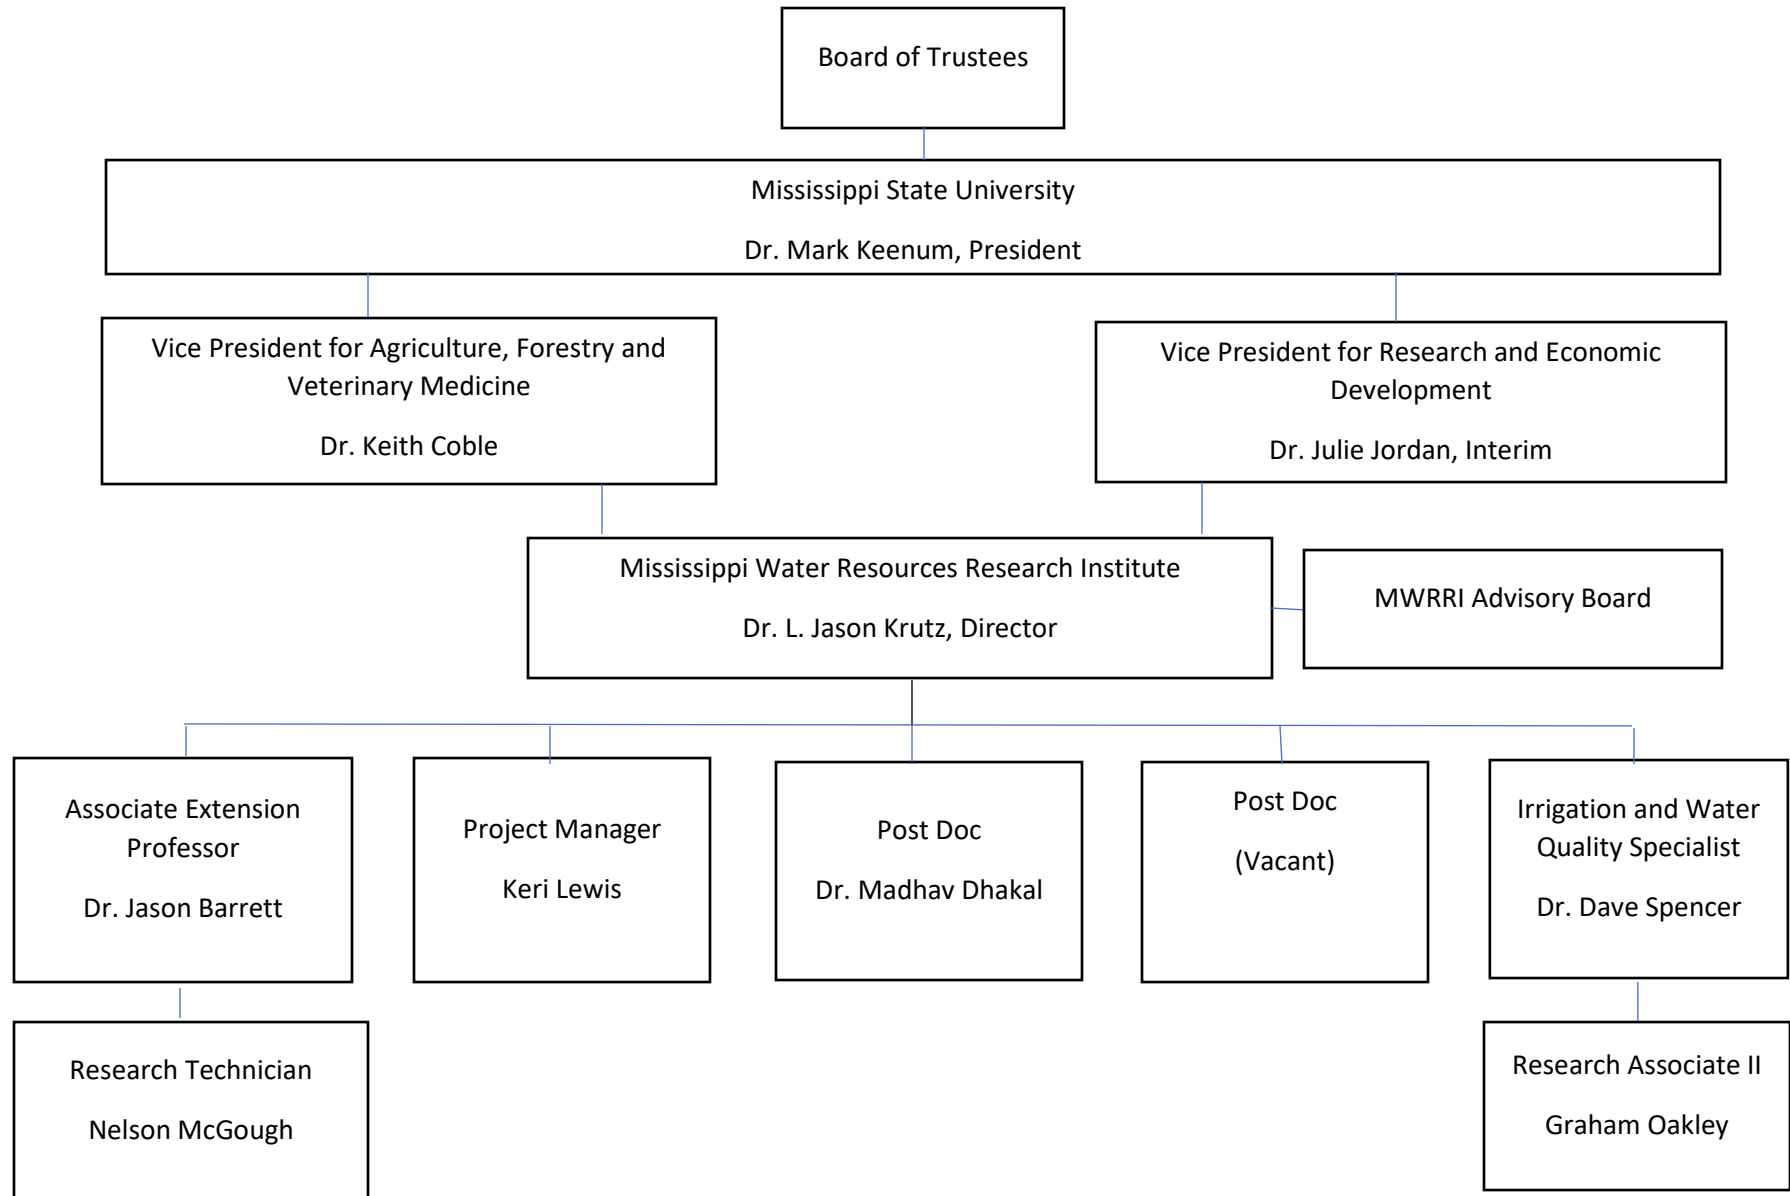 Board of Trustees
Mississippi State University
Dr. Mark Keenum, President
Vice President for Agriculture, Forestry and
Veterinary Medicine
Dr. Keith Coble
Vice President for Research and Economic
Development
Dr. Julie Jordan, Interim
Mississippi Water Resources Research Institute
Dr. L. Jason Krutz, Director
MWRRI Advisory Board
Associate Extension
Professor
Dr. Jason Barrett
Project Manager
Keri Lewis
Post Doc
Dr. Madhav Dhakal
Post Doc
(Vacant)
Irrigation and Water
Quality Specialist
Dr. Dave Spencer
Research Technician
Nelson McGough
Research Associate II
Graham Oakley